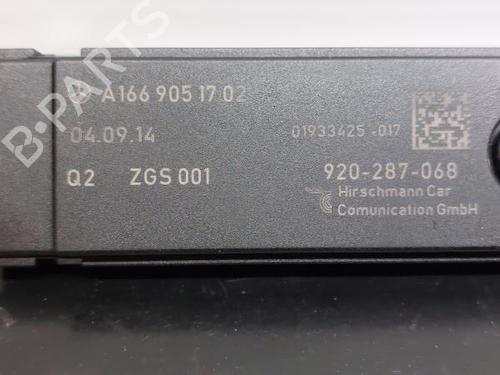 A166 905 17 02
04.09.14
01933425-017
Q2 ZGS 001
920-287-068
Hirschmann Car
Comunication GmbH
B-PARTS